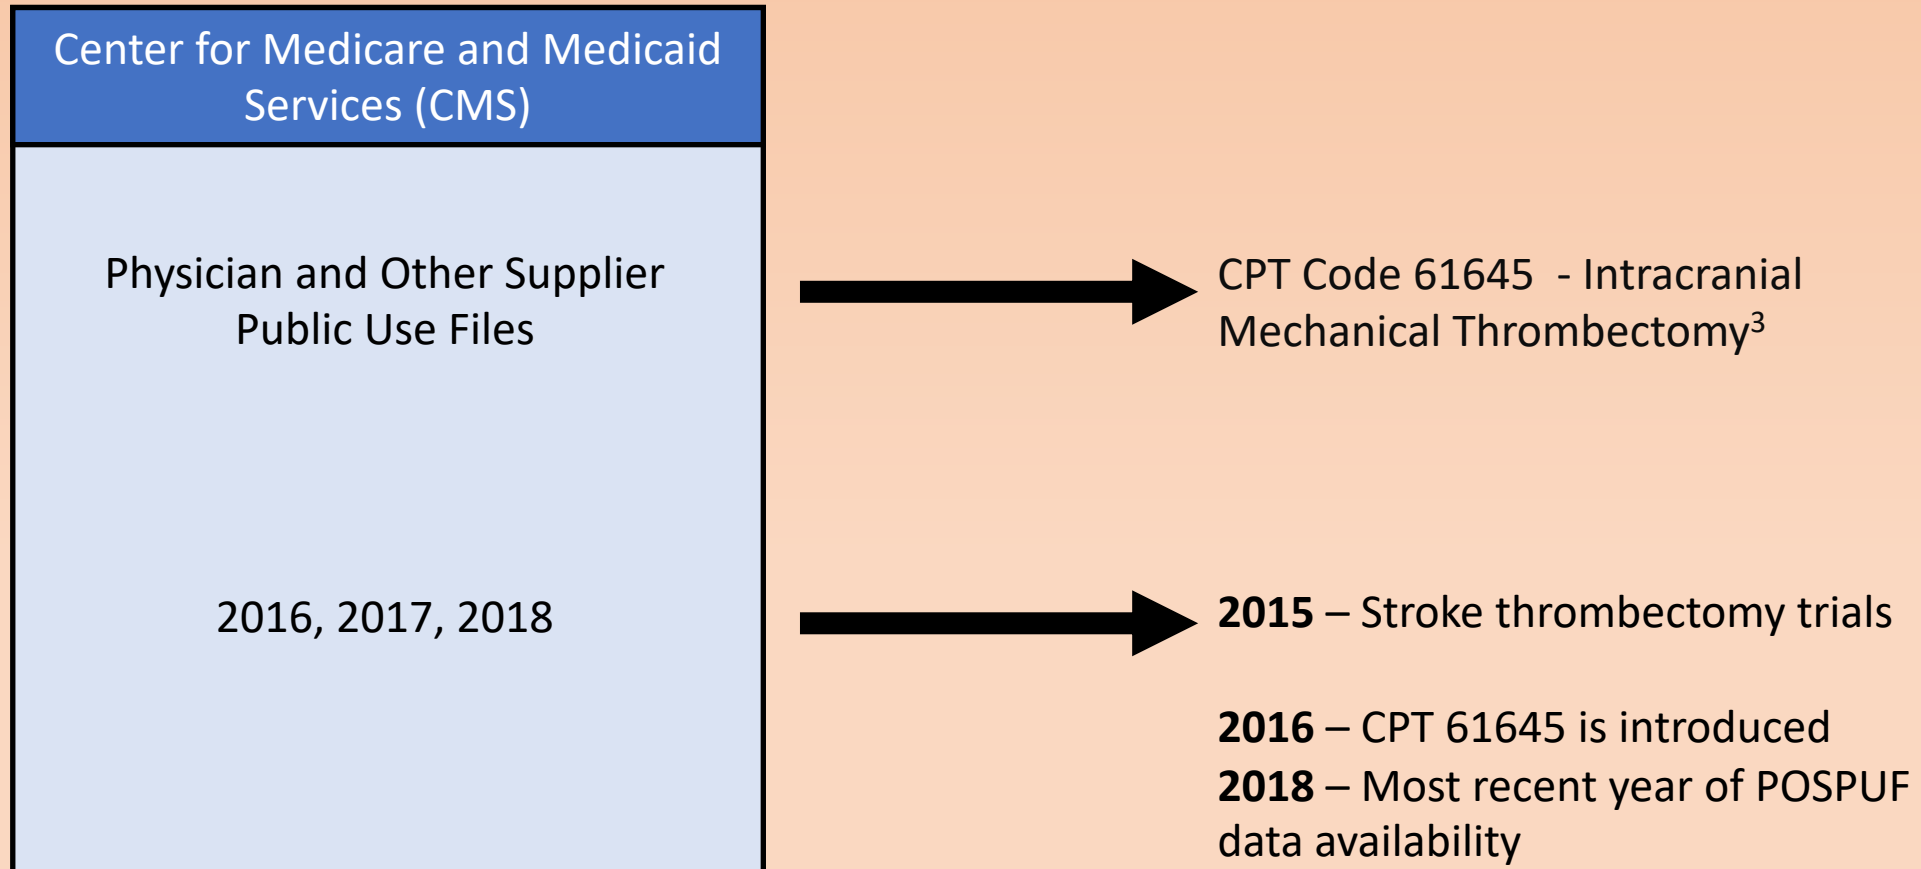 Center for Medicare and Medicaid
Services (CMS)
Physician and Other Supplier
Public Use Files
CPT Code 61645  - Intracranial
Mechanical Thrombectomy³
2016, 2017, 2018
2015 – Stroke thrombectomy trials
2016 – CPT 61645 is introduced
2018 – Most recent year of POSPUF
data availability